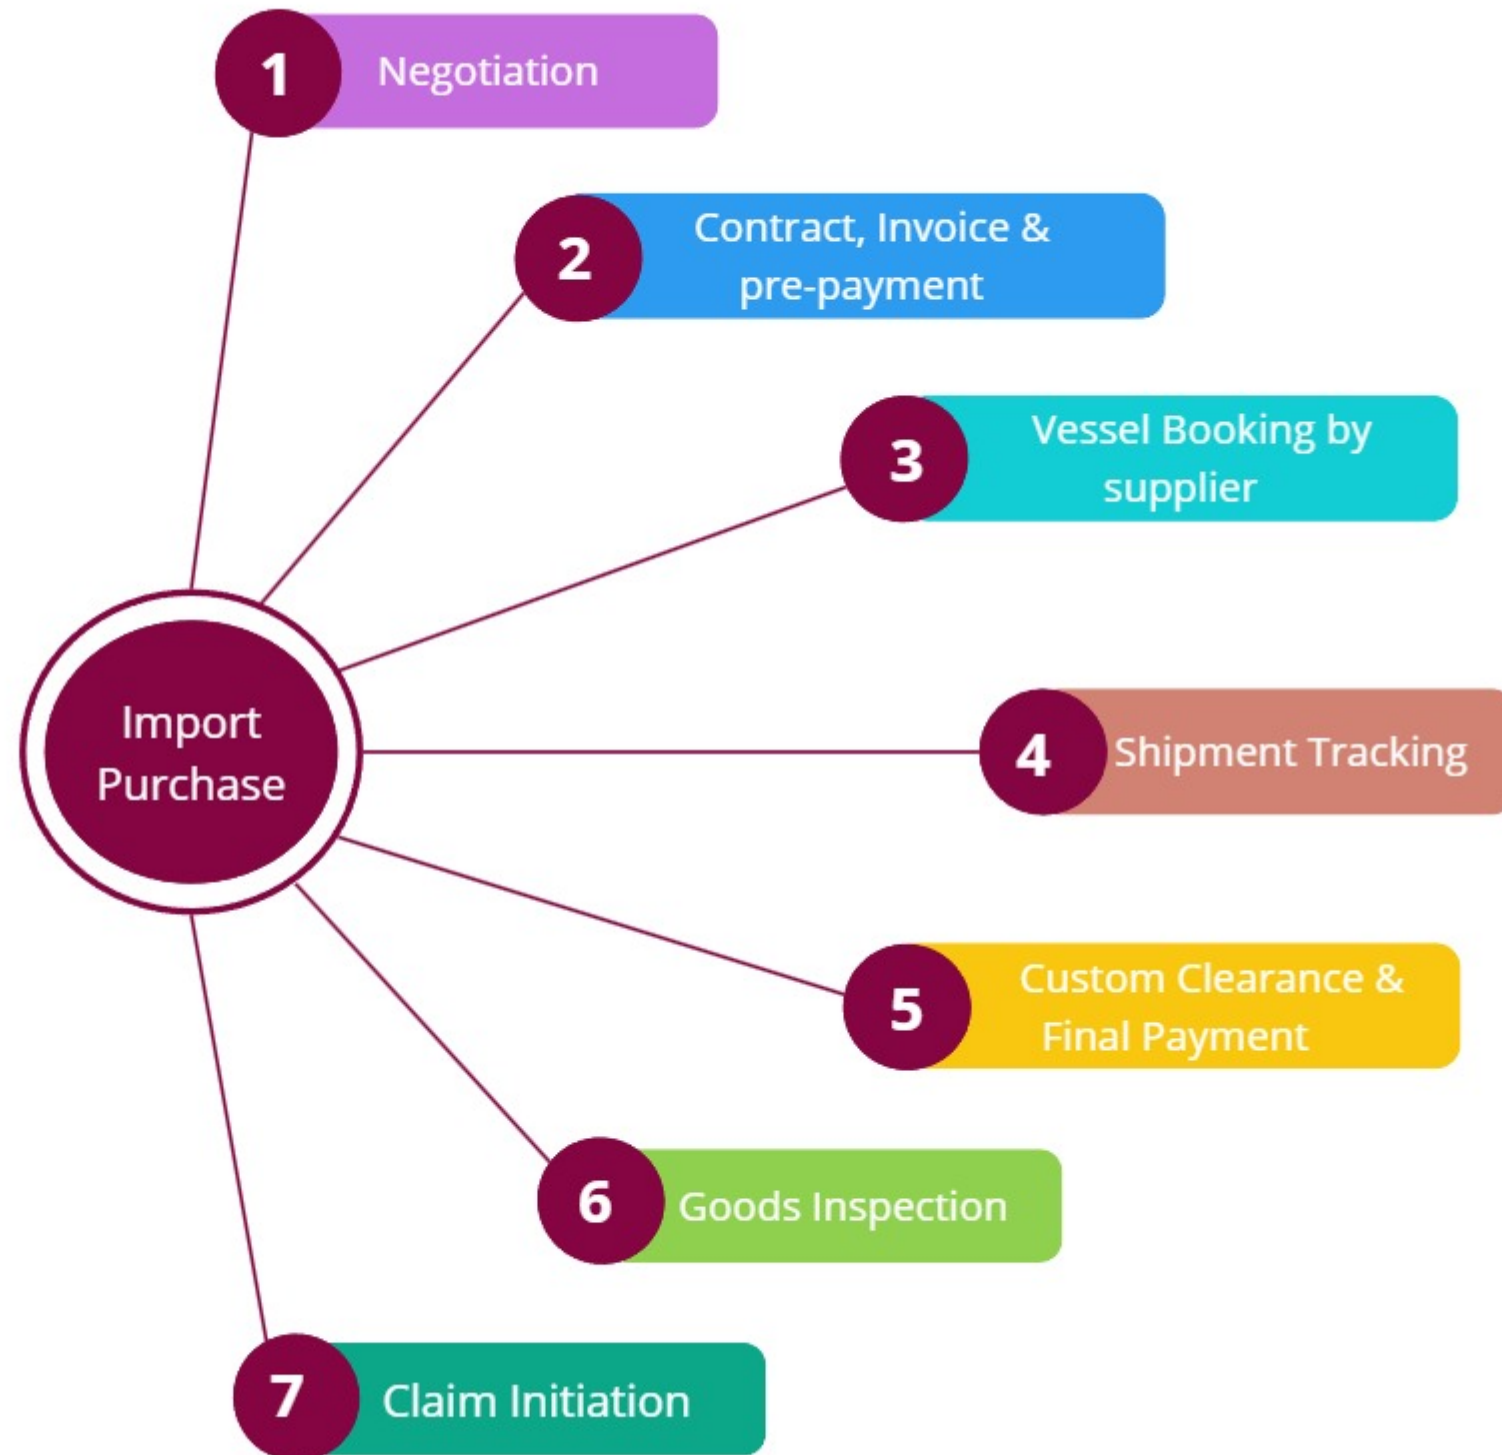 1 Negotiation
2 Contract, Invoice &
pre-payment
3 Vessel Booking by
supplier
Import
Purchase
4 Shipment Tracking
5 Custom Clearance &
Final Payment
6 Goods Inspection
7 Claim Initiation